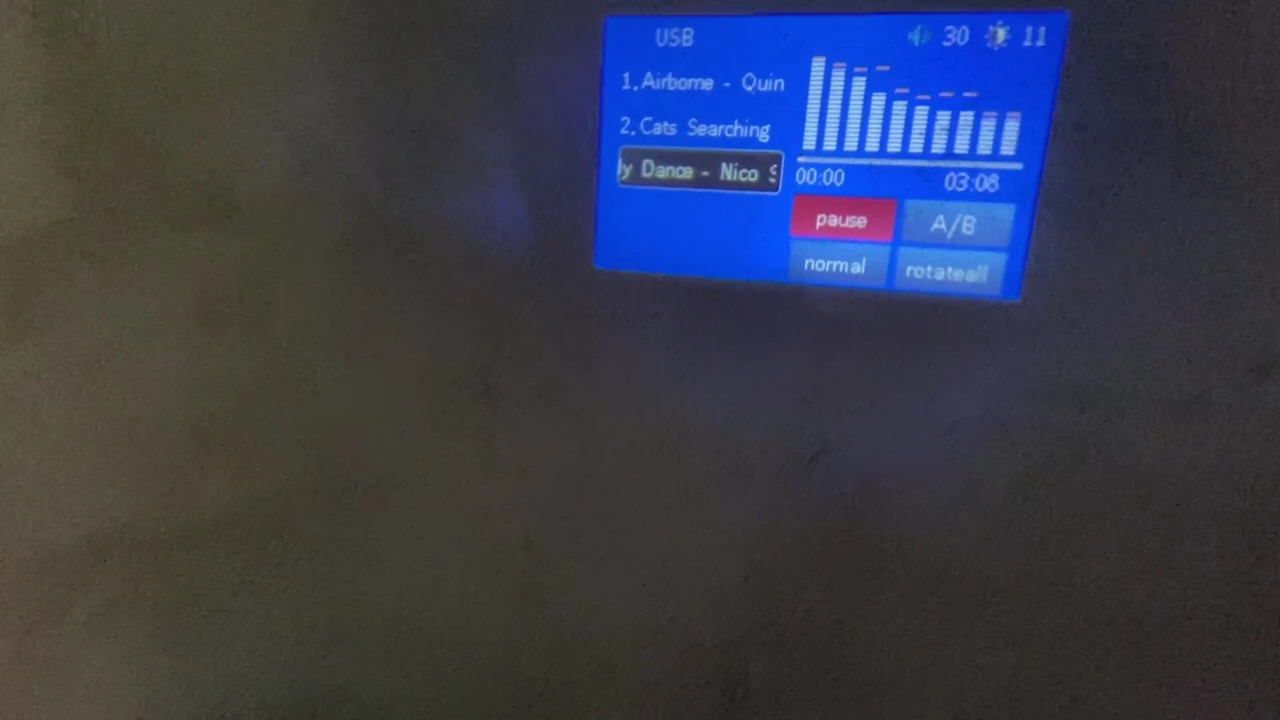 USB
30
11
1. Airborne - Quin
2. Cats Searching
ly Dance - Nico S
00:00
03:08
pause
A/B
normal
rotateall